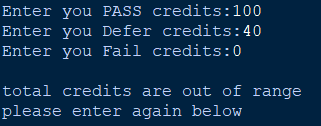 Enter you PASS credits:100
Enter you Defer credits:40
Enter you Fail credits:0
total credits are out of range
please enter again below